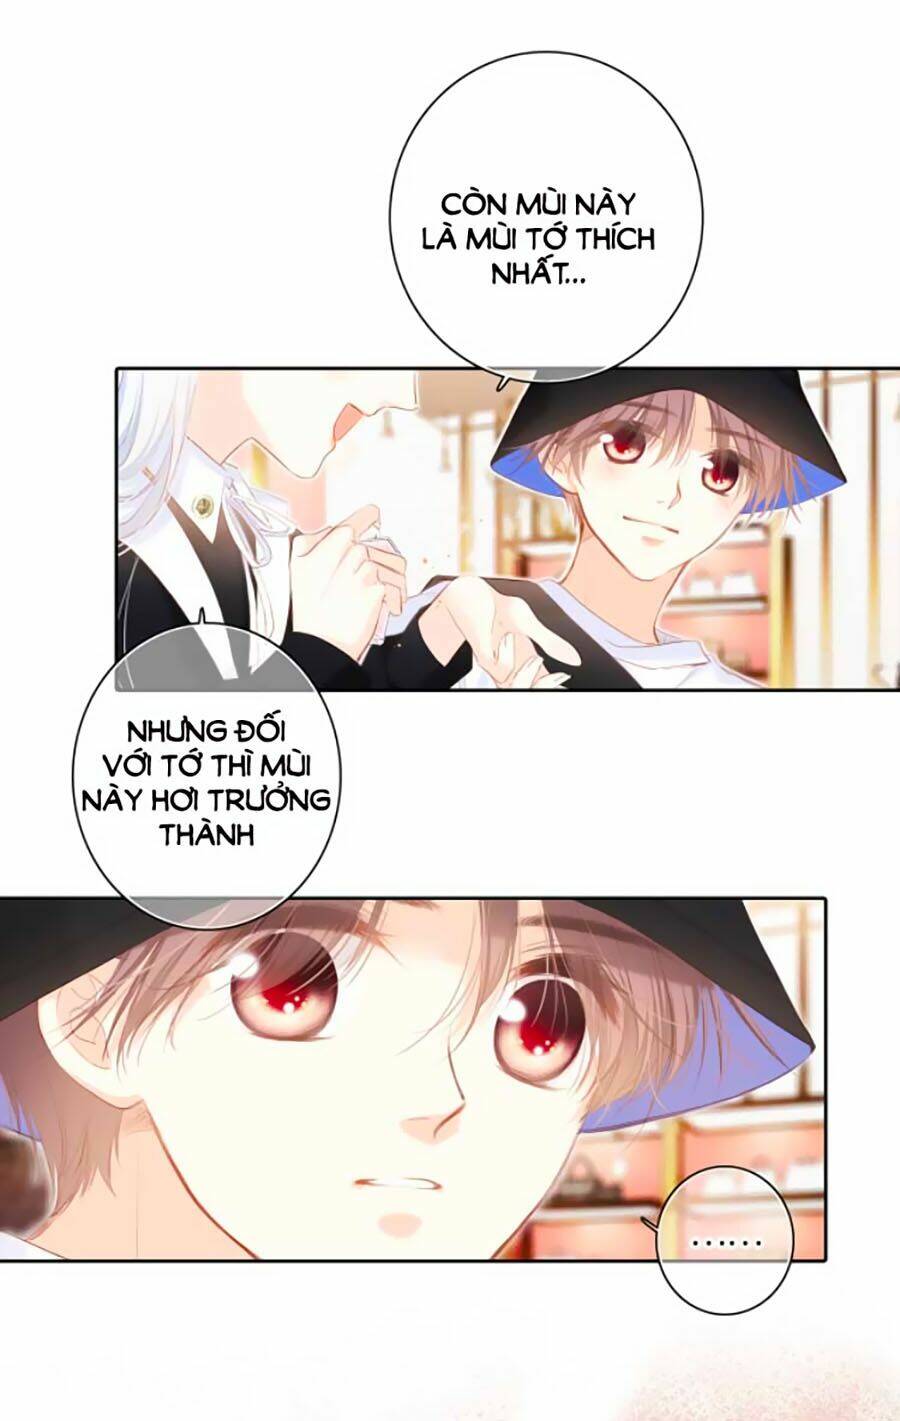 CÒN MÙI NÀY
LÀ MÙI TỚ THÍCH
NHẤT...
NHƯNG ĐỐI
VỚI TỚ THÌ MÙI
NÀY HƠI TRƯỞNG
THÀNH
......